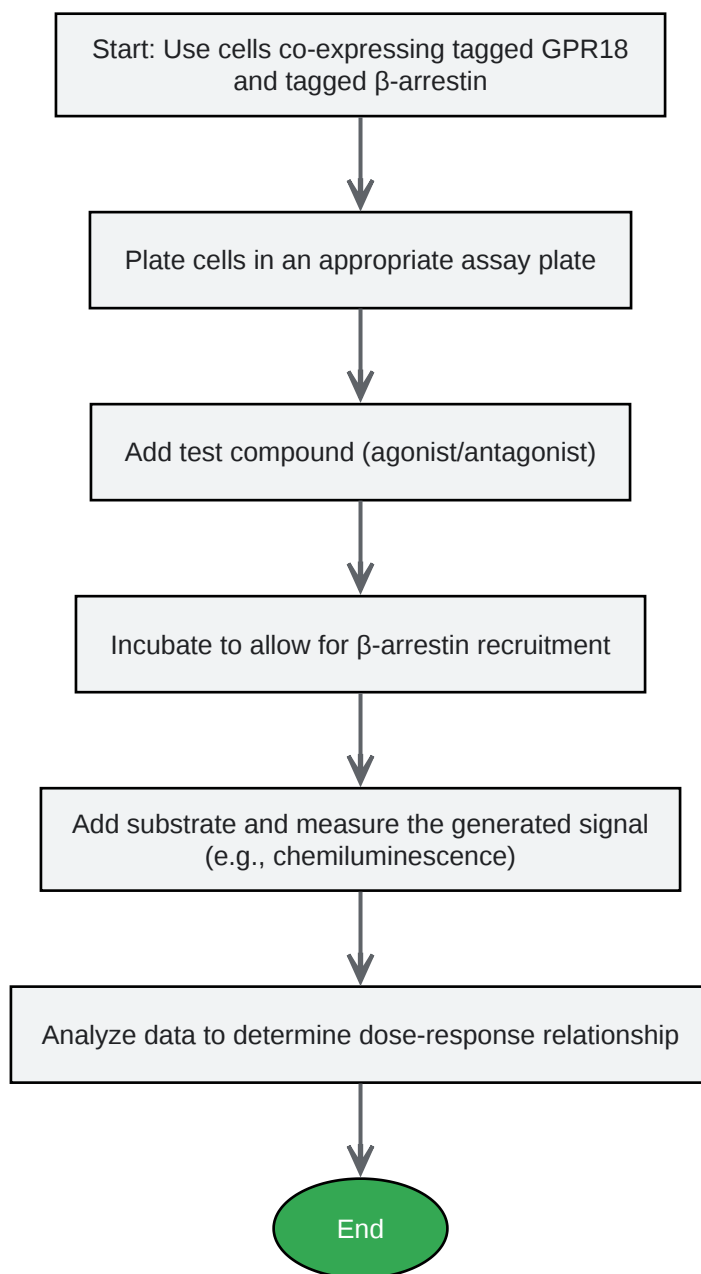 Start: Use cells co-expressing tagged GPR18
and tagged β-arrestin
Plate cells in an appropriate assay plate
Add test compound (agonist/antagonist)
Incubate to allow for β-arrestin recruitment
Add substrate and measure the generated signal
(e.g., chemiluminescence)
Analyze data to determine dose-response relationship
End